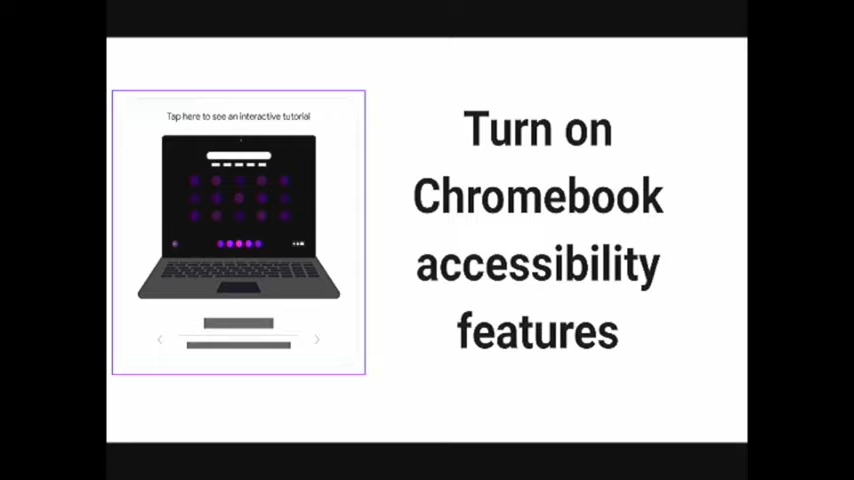 Tap here to see an interactive tutorial
Turn on
Chromebook
accessibility
features